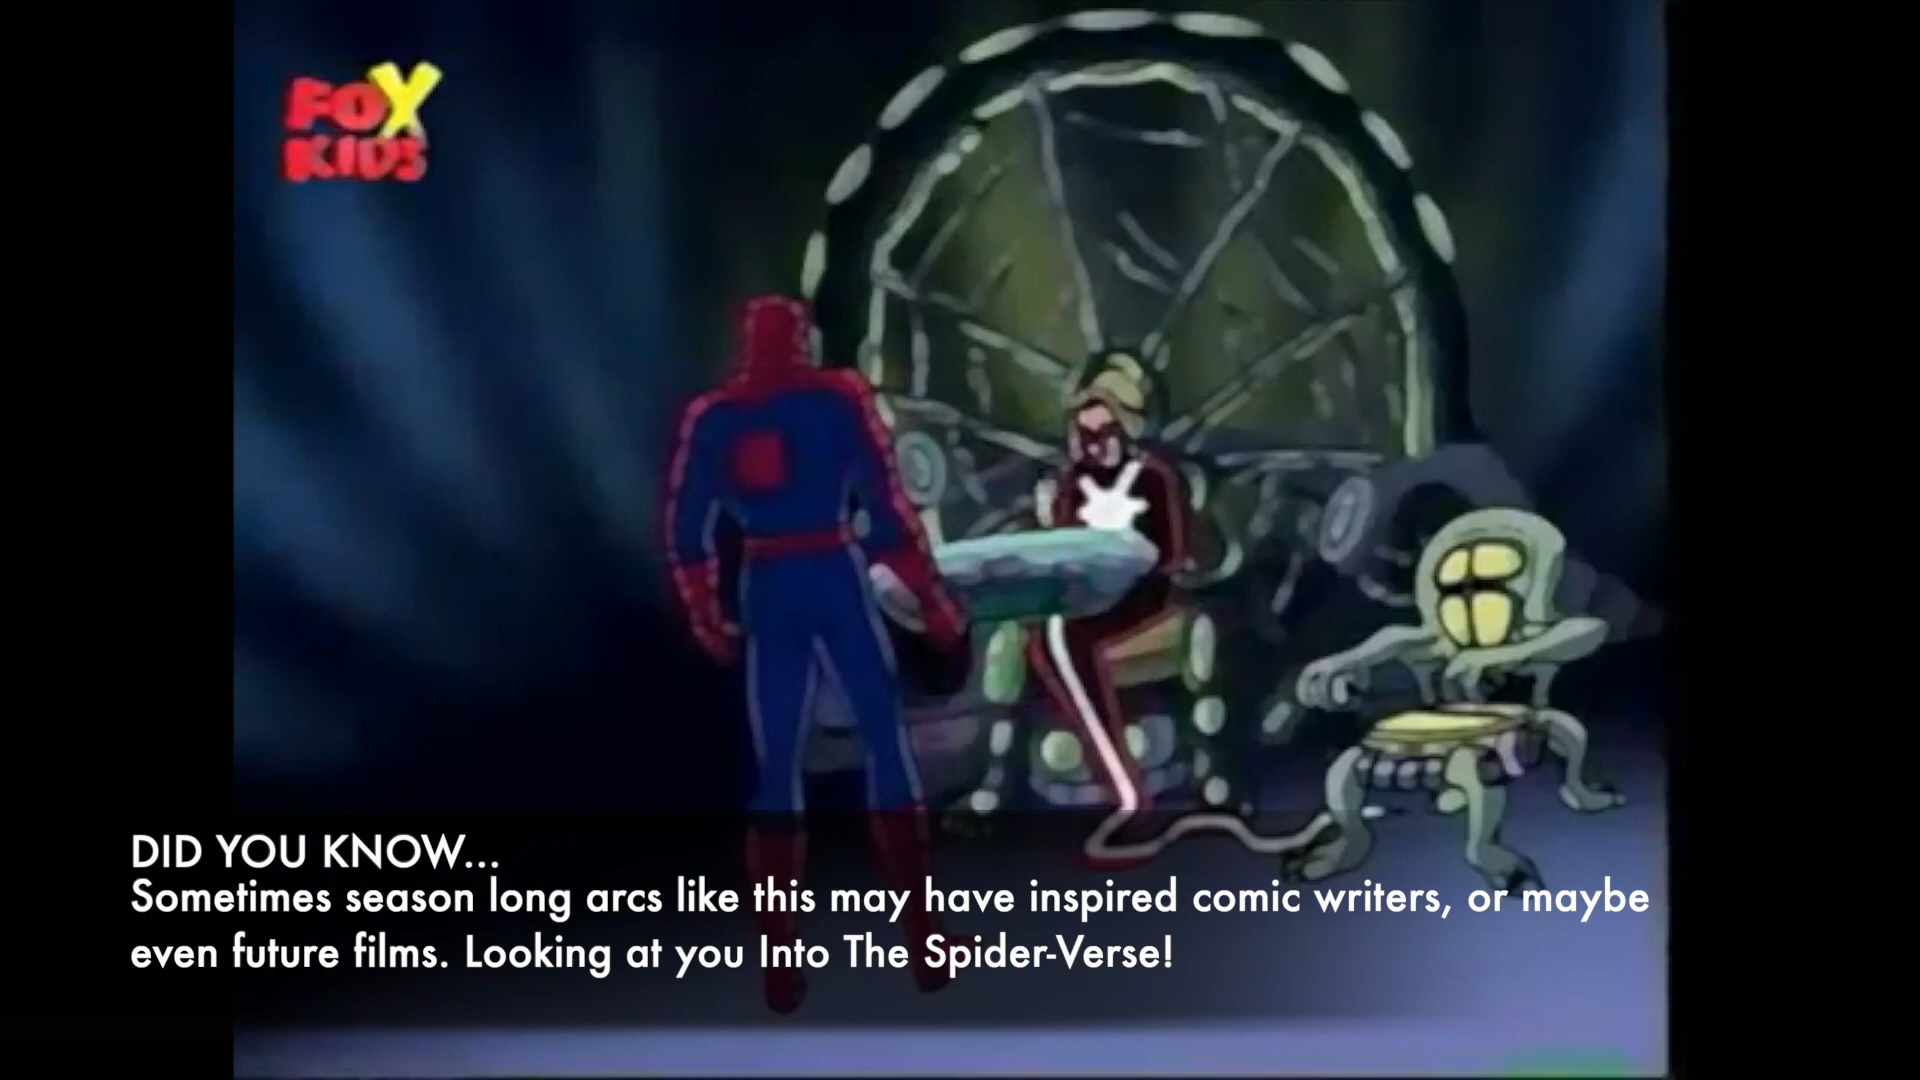 FOX
KIDS
DID YOU KNOW...
Sometimes season long arcs like this may have inspired comic writers, or maybe
even future films. Looking at you Into The Spider-Verse!